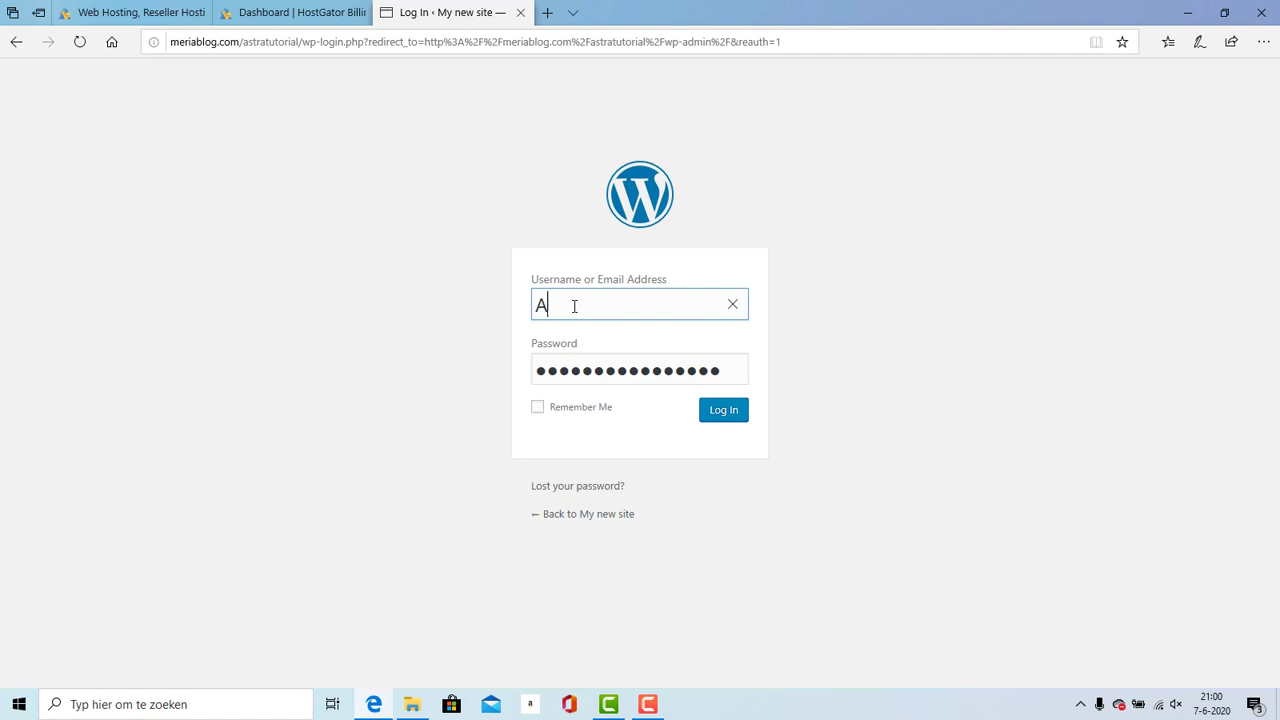 Web Hosting, Reseller Hosti
Dashboard | HostGator Billi
Log In ‹ My new site —
meriablog.com/astratutorial/wp-login.php?redirect_to=http%3A%2F%2Fmeriablog.com%2Fastratutorial%2Fwp-admin%2F&reauth=1
Username or Email Address
A
Password
Remember Me
Log In
Lost your password?
← Back to My new site
Typ hier om te zoeken
a
21:00
7-6-2020
3